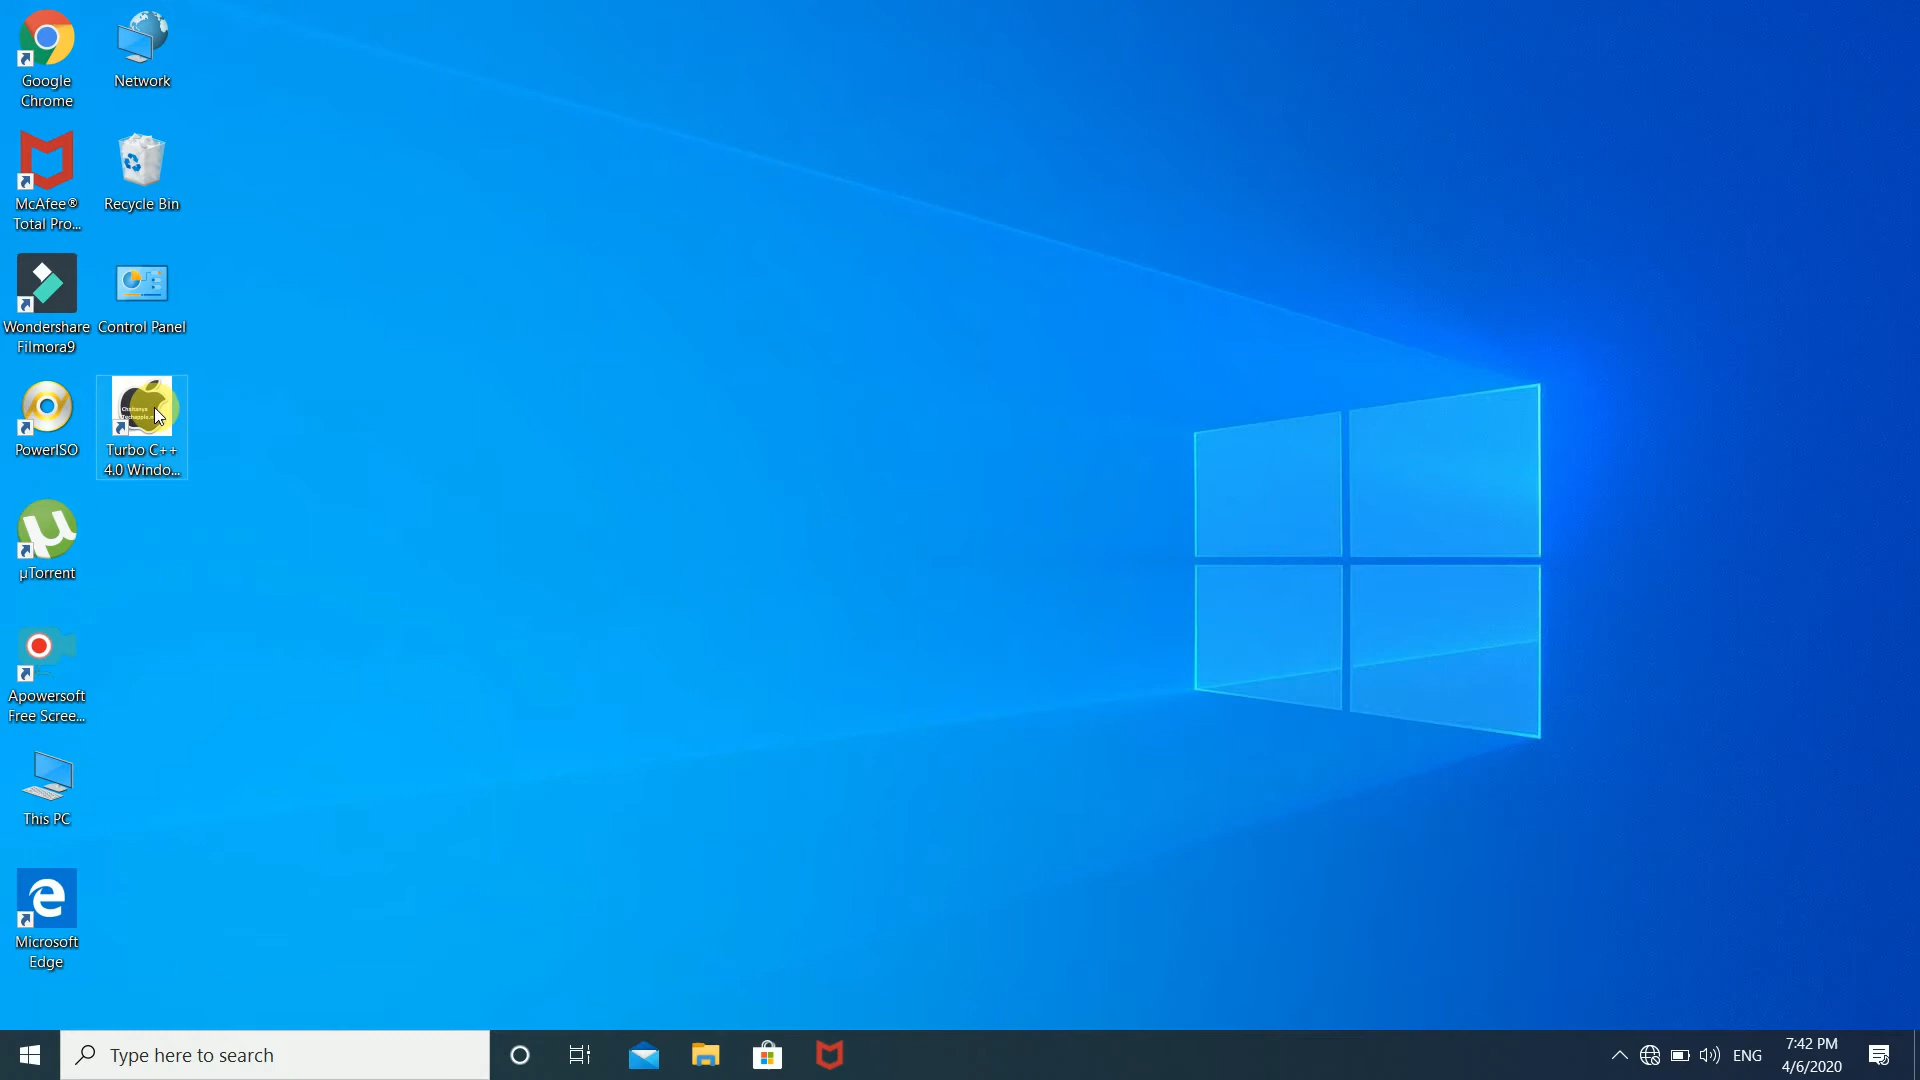 Google
Chrome
Network
McAfee®
Total Pro...
Recycle Bin
Wondershare
Filmora9
Control Panel
PowerISO
Chaitanya
Turbo C++
4.0 Windo...
µTorrent
Apowersoft
Free Scree...
This PC
Microsoft
Edge
Type here to search
ENG
7:42 PM
4/6/2020